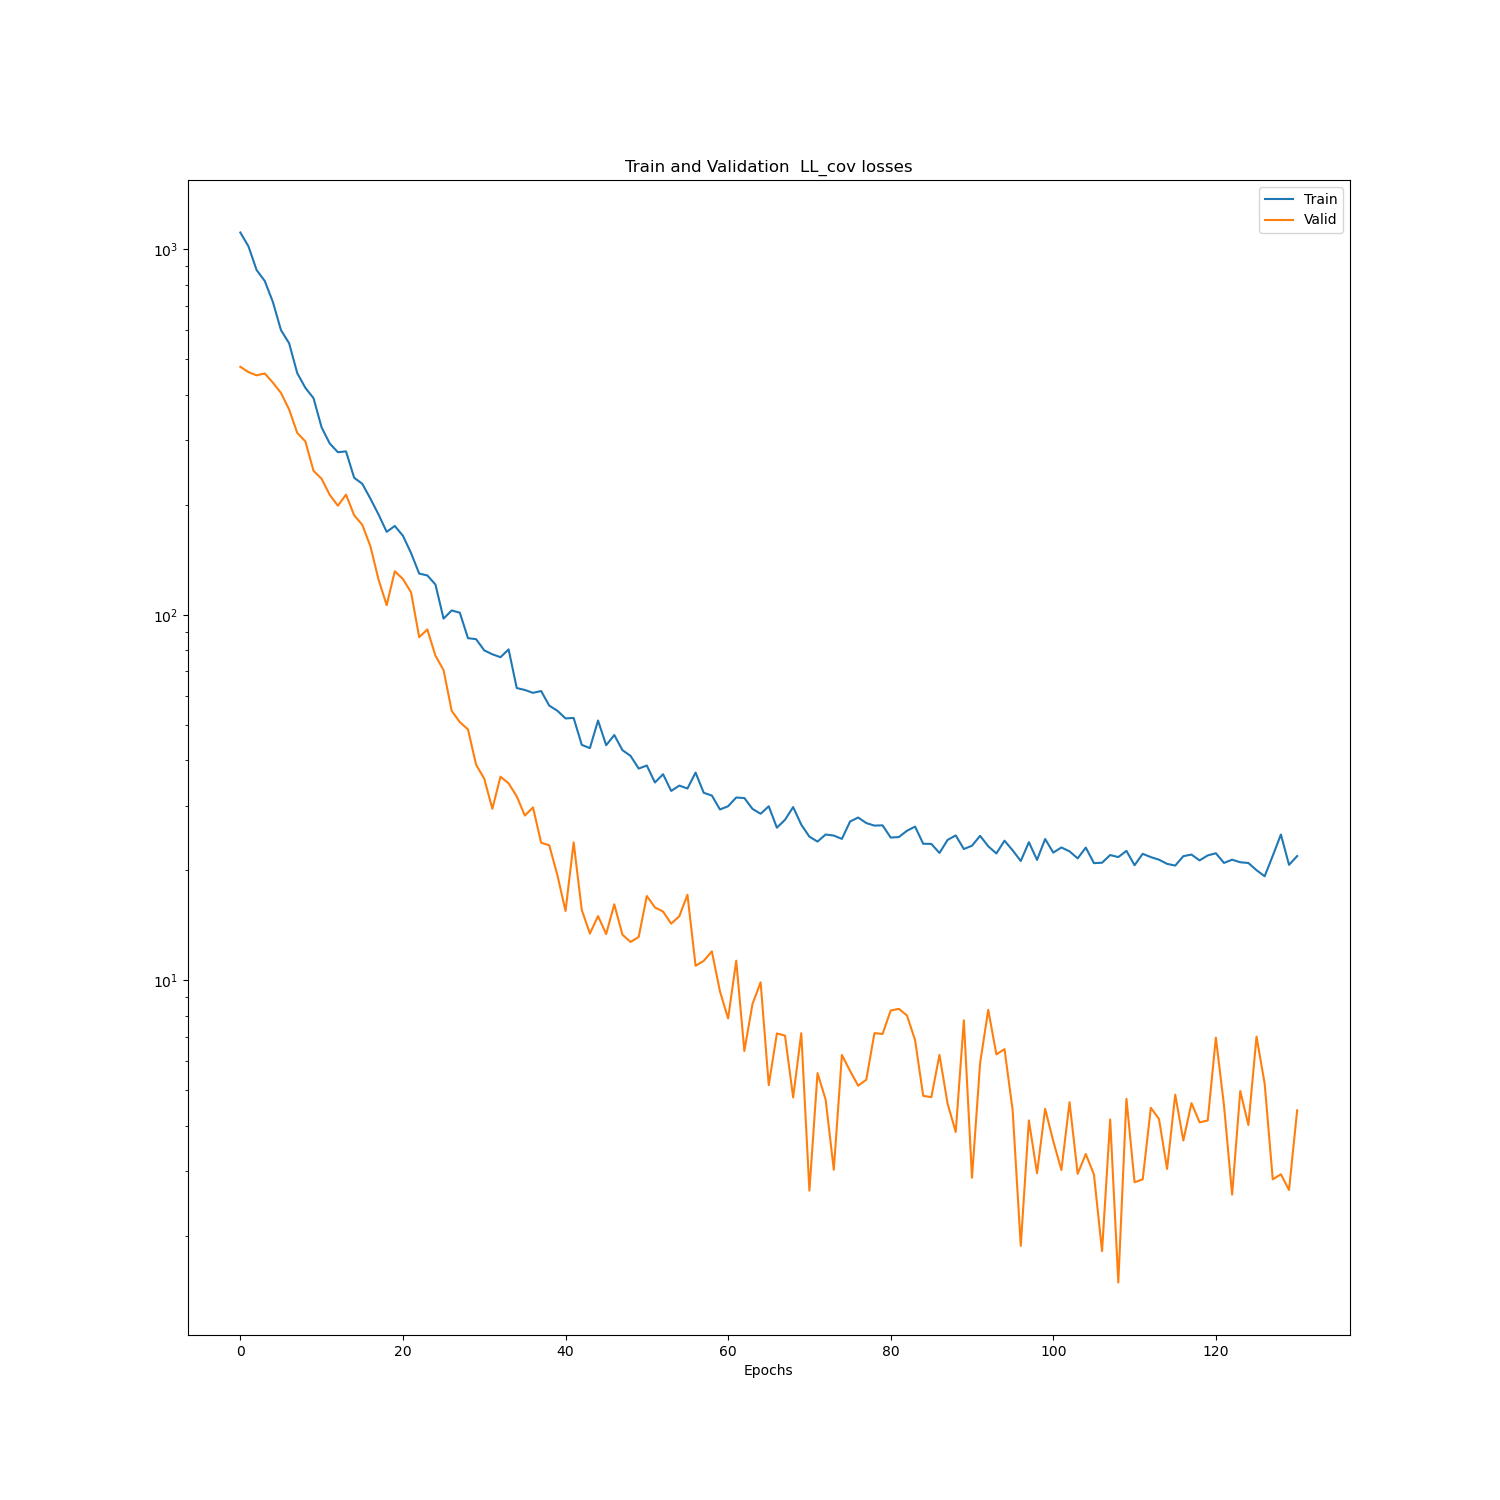 Train and Validation  LL_cov losses
Train
Valid
10³
10²
10¹
0 20 40 60 80 100 120
Epochs